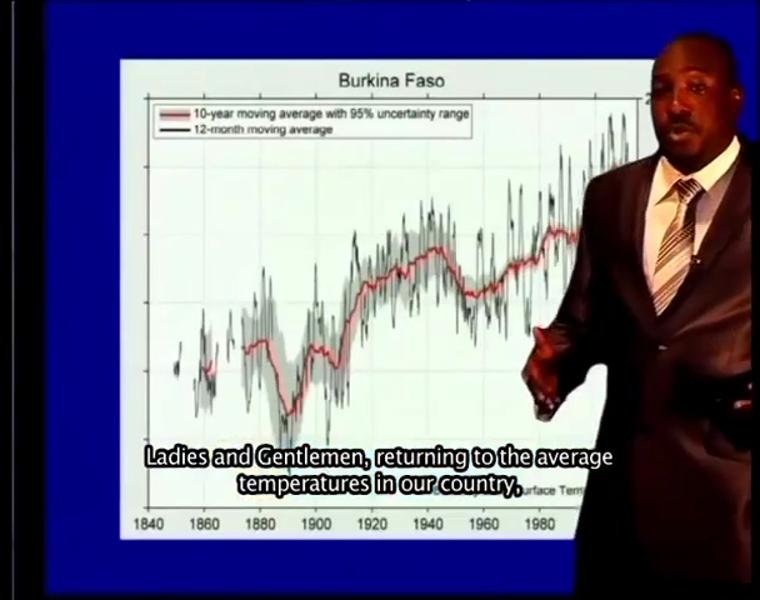 Burkina Faso
10-year moving average with 95% uncertainty range
12-month moving average
Ladies and Gentlemen, returning to the average
temperatures in our country,
urface Tem
1840 1860 1880 1900 1920 1940 1960 1980